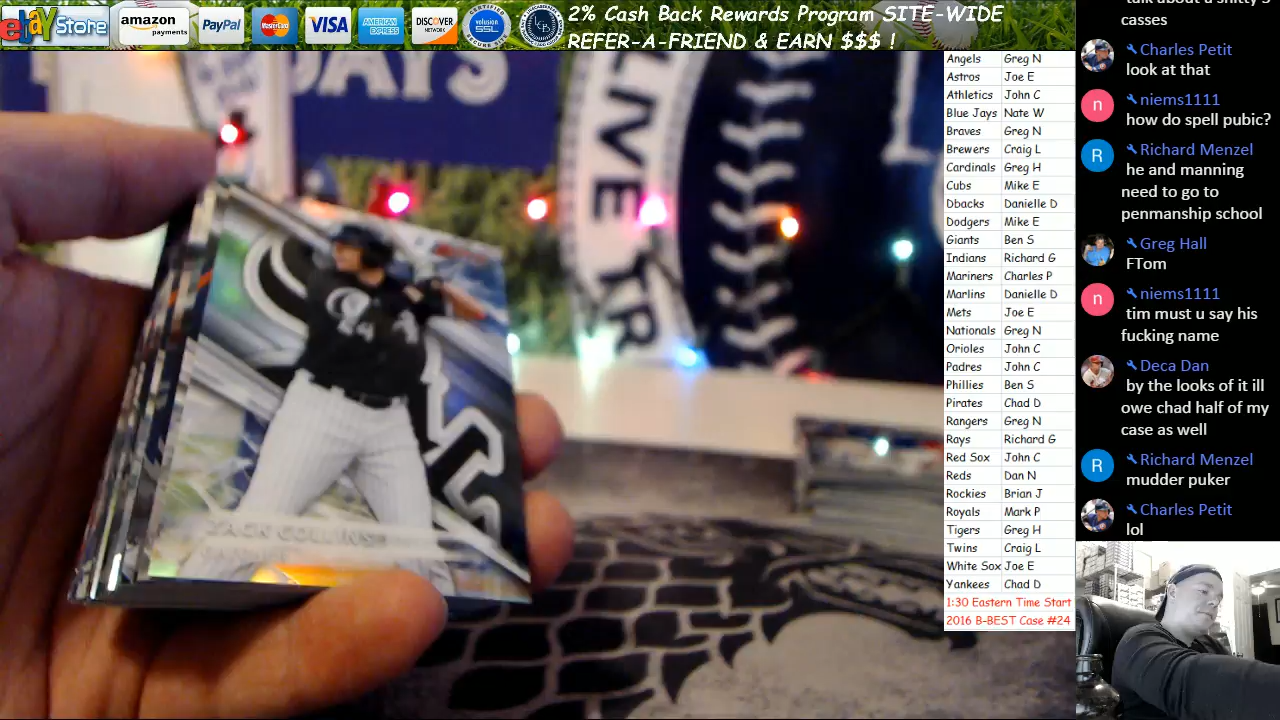 ebay Store
amazon
payments
PayPal
MasterCard
VISA
AMERICAN
EXPRESS
DISCOVER
NETWORK
volusion
SSL
2% Cash Back Rewards Program SITE-WIDE
REFER-A-FRIEND & EARN $$$ !
DAYS
LIVE TR
Angels Greg N
Astros Joe E
Athletics John C
Blue Jays Nate W
Braves Greg N
Brewers Craig L
Cardinals Greg H
Cubs Mike E
Dbacks Danielle D
Dodgers Mike E
Giants Ben S
Indians Richard G
Mariners Charles P
Marlins Danielle D
Mets Joe E
Nationals Greg N
Orioles John C
Padres John C
Phillies Ben S
Pirates Chad D
Rangers Greg N
Rays Richard G
Red Sox John C
Reds Dan N
Rockies Brian J
Royals Mark P
Tigers Greg H
Twins Craig L
White Sox Joe E
Yankees Chad D
1:30 Eastern Time Start
2016 B-BEST Case #24
casses
Charles Petit
look at that
n
niems1111
how do spell pubic?
R
Richard Menzel
he and manning
need to go to
penmanship school
Greg Hall
FTom
n
niems1111
tim must u say his
fucking name
Deca Dan
by the looks of it ill
owe chad half of my
case as well
R
Richard Menzel
mudder puker
Charles Petit
lol